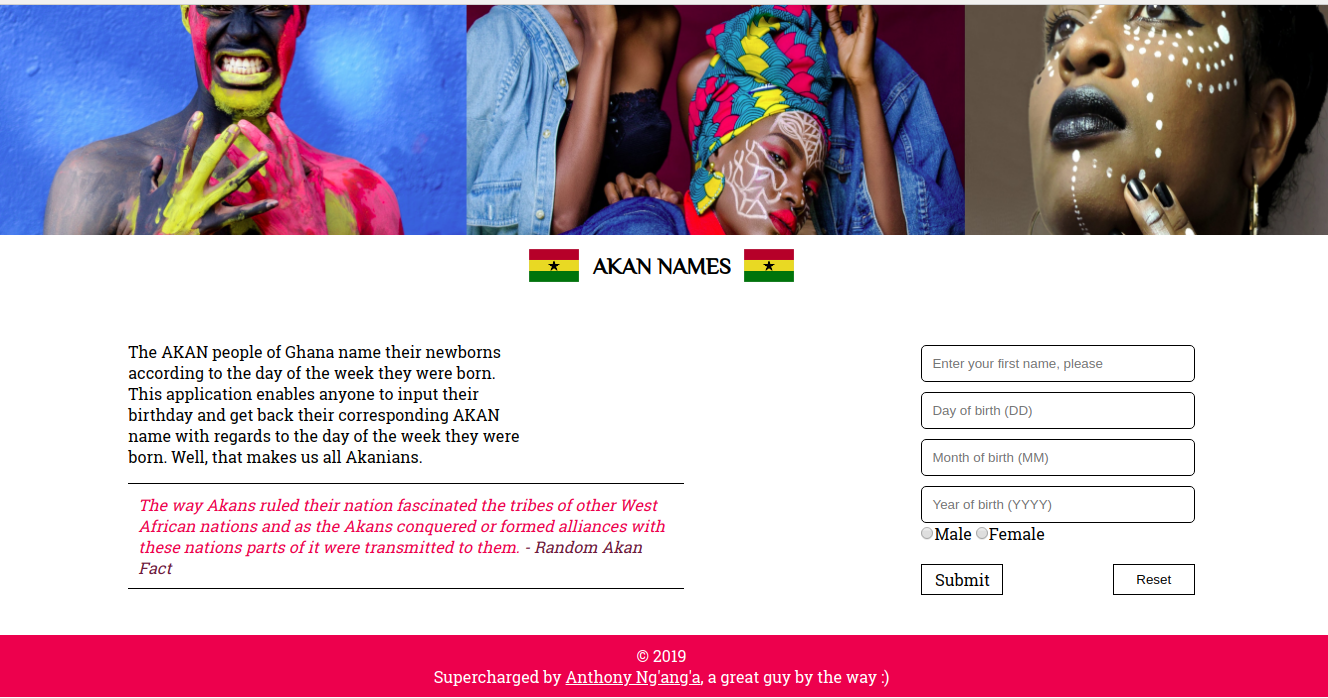 AKAN NAMES
The AKAN people of Ghana name their newborns
according to the day of the week they were born.
This application enables anyone to input their
birthday and get back their corresponding AKAN
name with regards to the day of the week they were
born. Well, that makes us all Akanians.
The way Akans ruled their nation fascinated the tribes of other West
African nations and as the Akans conquered or formed alliances with
these nations parts of it were transmitted to them. - Random Akan
Fact
Enter your first name, please
Day of birth (DD)
Month of birth (MM)
Year of birth (YYYY)
Male Female
Submit Reset
© 2019
Supercharged by Anthony Ng'ang'a, a great guy by the way :)